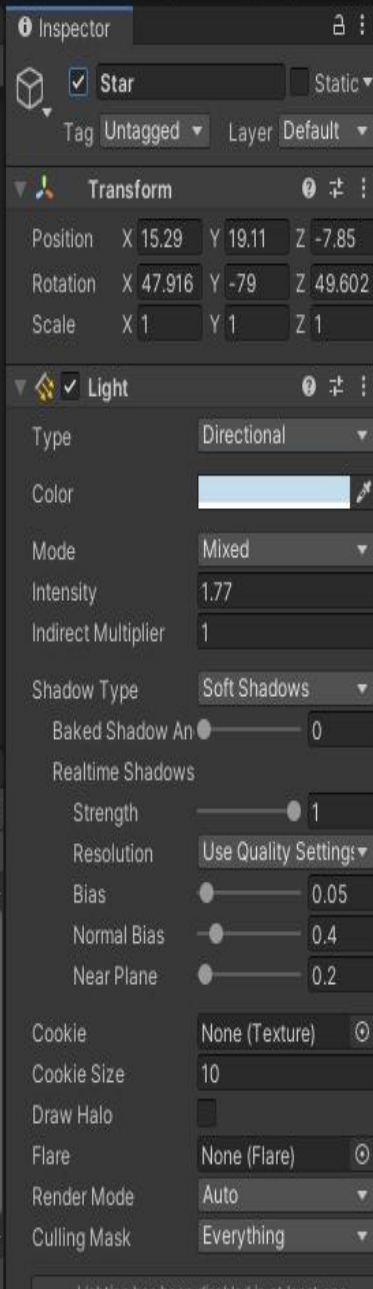 Inspector
Star Static
Tag Untagged Layer Default
Transform
Position X 15.29 Y 19.11 Z -7.85
Rotation X 47.916 Y -79 Z 49.602
Scale X 1 Y 1 Z 1
Light
Type Directional
Color
Mode Mixed
Intensity 1.77
Indirect Multiplier 1
Shadow Type Soft Shadows
Baked Shadow An 0
Realtime Shadows
Strength 1
Resolution Use Quality Settings
Bias 0.05
Normal Bias 0.4
Near Plane 0.2
Cookie None (Texture)
Cookie Size 10
Draw Halo
Flare None (Flare)
Render Mode Auto
Culling Mask Everything